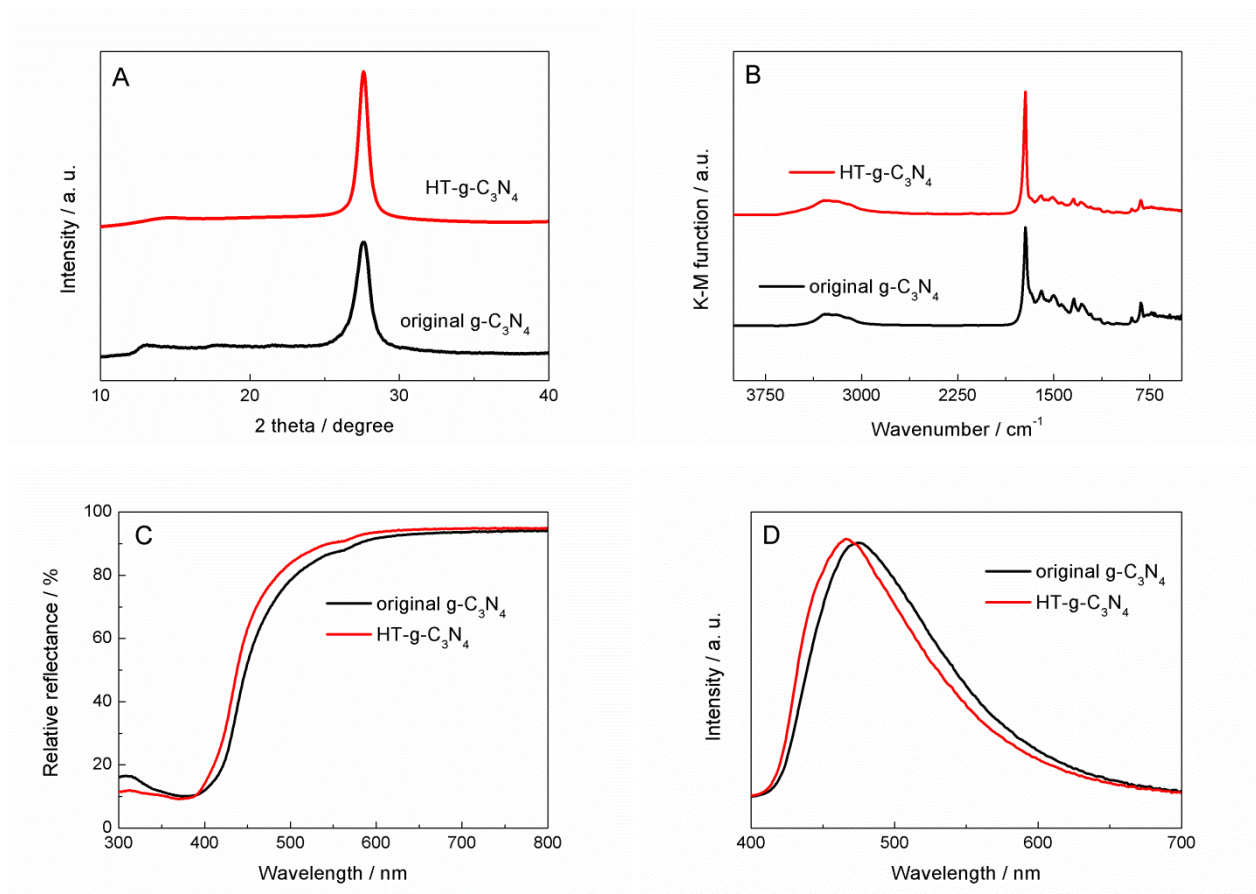 A
HT-g-C₃N₄
original g-C₃N₄
Intensity / a. u.
10 20 30 40
2 theta / degree
B
HT-g-C₃N₄
original g-C₃N₄
K-M function / a.u.
3750 3000 2250 1500 750
Wavenumber / cm⁻¹
C
100
80
60
40
20
0
original g-C₃N₄
HT-g-C₃N₄
Relative reflectance / %
300 400 500 600 700 800
Wavelength / nm
D
original g-C₃N₄
HT-g-C₃N₄
Intensity / a. u.
400 500 600 700
Wavelength / nm